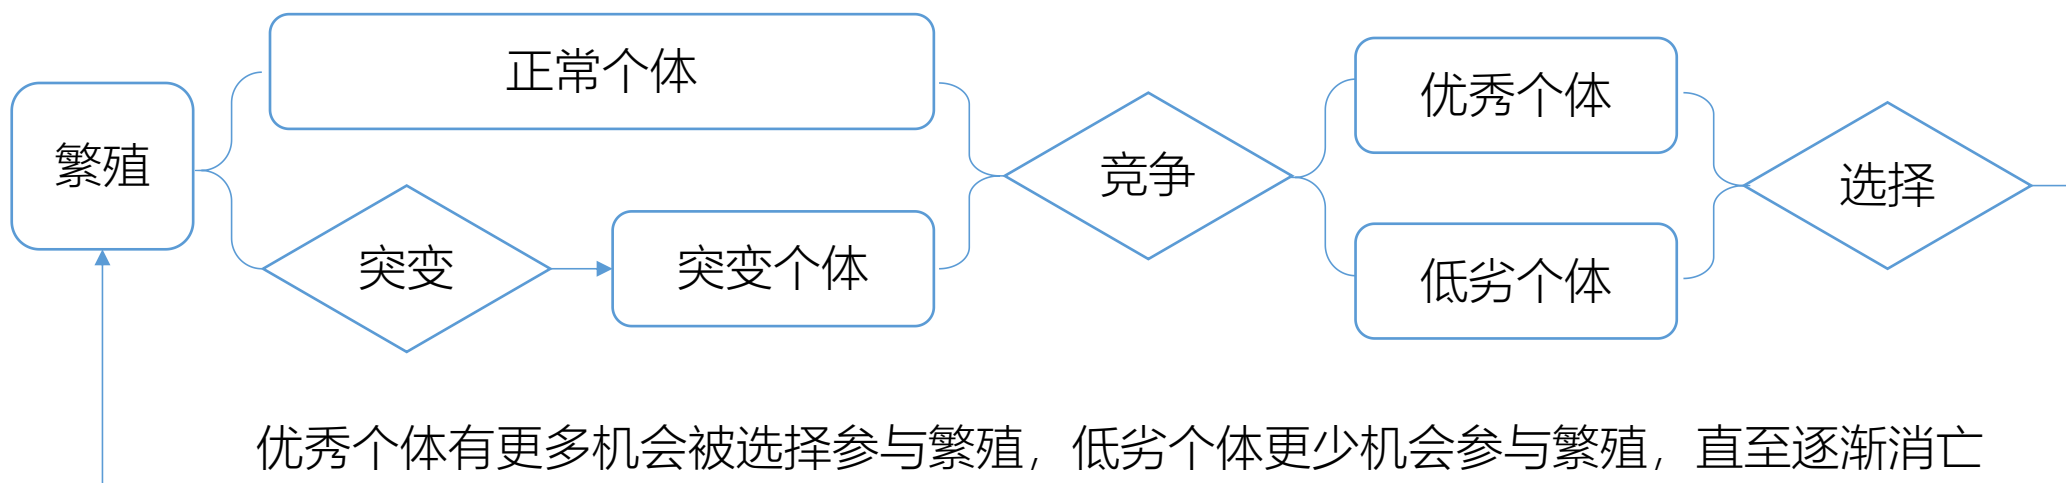 繁殖
正常个体
突变
突变个体
竞争
优秀个体
低劣个体
选择
优秀个体有更多机会被选择参与繁殖，低劣个体更少机会参与繁殖，直至逐渐消亡